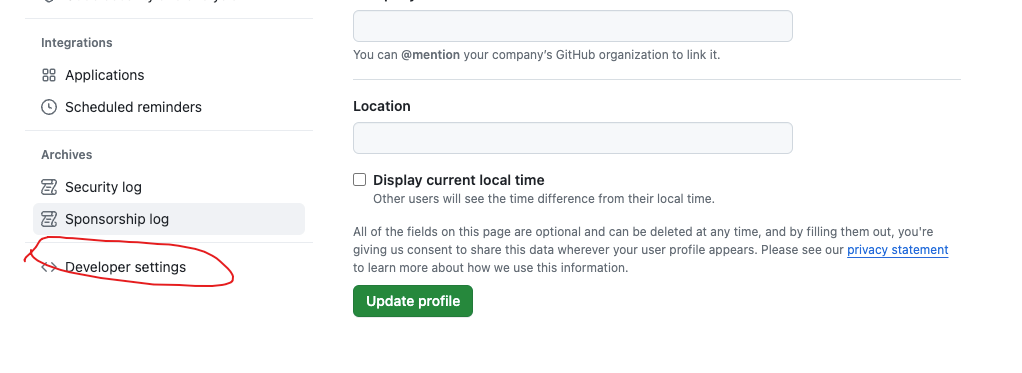 Integrations
Applications
Scheduled reminders
Archives
Security log
Sponsorship log
Developer settings
You can @mention your company's GitHub organization to link it.
Location
Display current local time
Other users will see the time difference from their local time.
All of the fields on this page are optional and can be deleted at any time, and by filling them out, you're
giving us consent to share this data wherever your user profile appears. Please see our privacy statement
to learn more about how we use this information.
Update profile